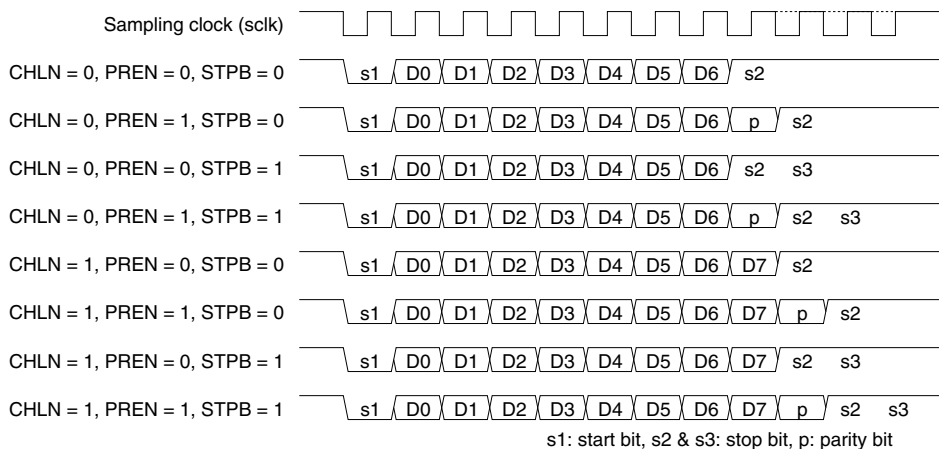 Sampling clock (sclk)
CHLN = 0, PREN = 0, STPB = 0 s1 D0 D1 D2 D3 D4 D5 D6 s2
CHLN = 0, PREN = 1, STPB = 0 s1 D0 D1 D2 D3 D4 D5 D6 p s2
CHLN = 0, PREN = 0, STPB = 1 s1 D0 D1 D2 D3 D4 D5 D6 s2 s3
CHLN = 0, PREN = 1, STPB = 1 s1 D0 D1 D2 D3 D4 D5 D6 p s2 s3
CHLN = 1, PREN = 0, STPB = 0 s1 D0 D1 D2 D3 D4 D5 D6 D7 s2
CHLN = 1, PREN = 1, STPB = 0 s1 D0 D1 D2 D3 D4 D5 D6 D7 p s2
CHLN = 1, PREN = 0, STPB = 1 s1 D0 D1 D2 D3 D4 D5 D6 D7 s2 s3
CHLN = 1, PREN = 1, STPB = 1 s1 D0 D1 D2 D3 D4 D5 D6 D7 p s2 s3
s1: start bit, s2 & s3: stop bit, p: parity bit